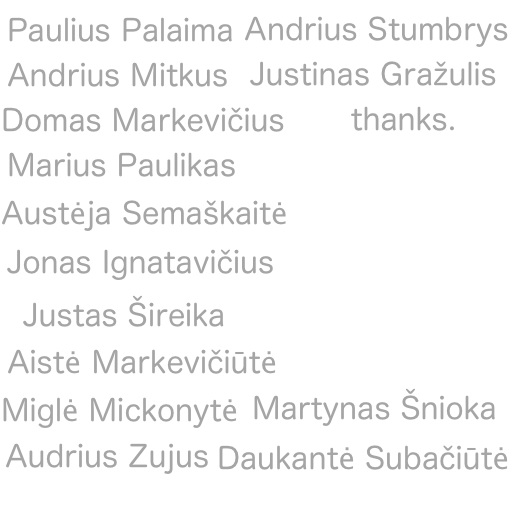 Paulius Palaima Andrius Stumbrys
Andrius Mitkus Justinas Gražulis
Domas Markevičius thanks.
Marius Paulikas
Austėja Semaškaitė
Jonas Ignatavičius
Justas Šireika
Aistė Markevičiūtė
Miglė Mickonytė Martynas Šnioka
Audrius Zujus Daukantė Subačiūtė